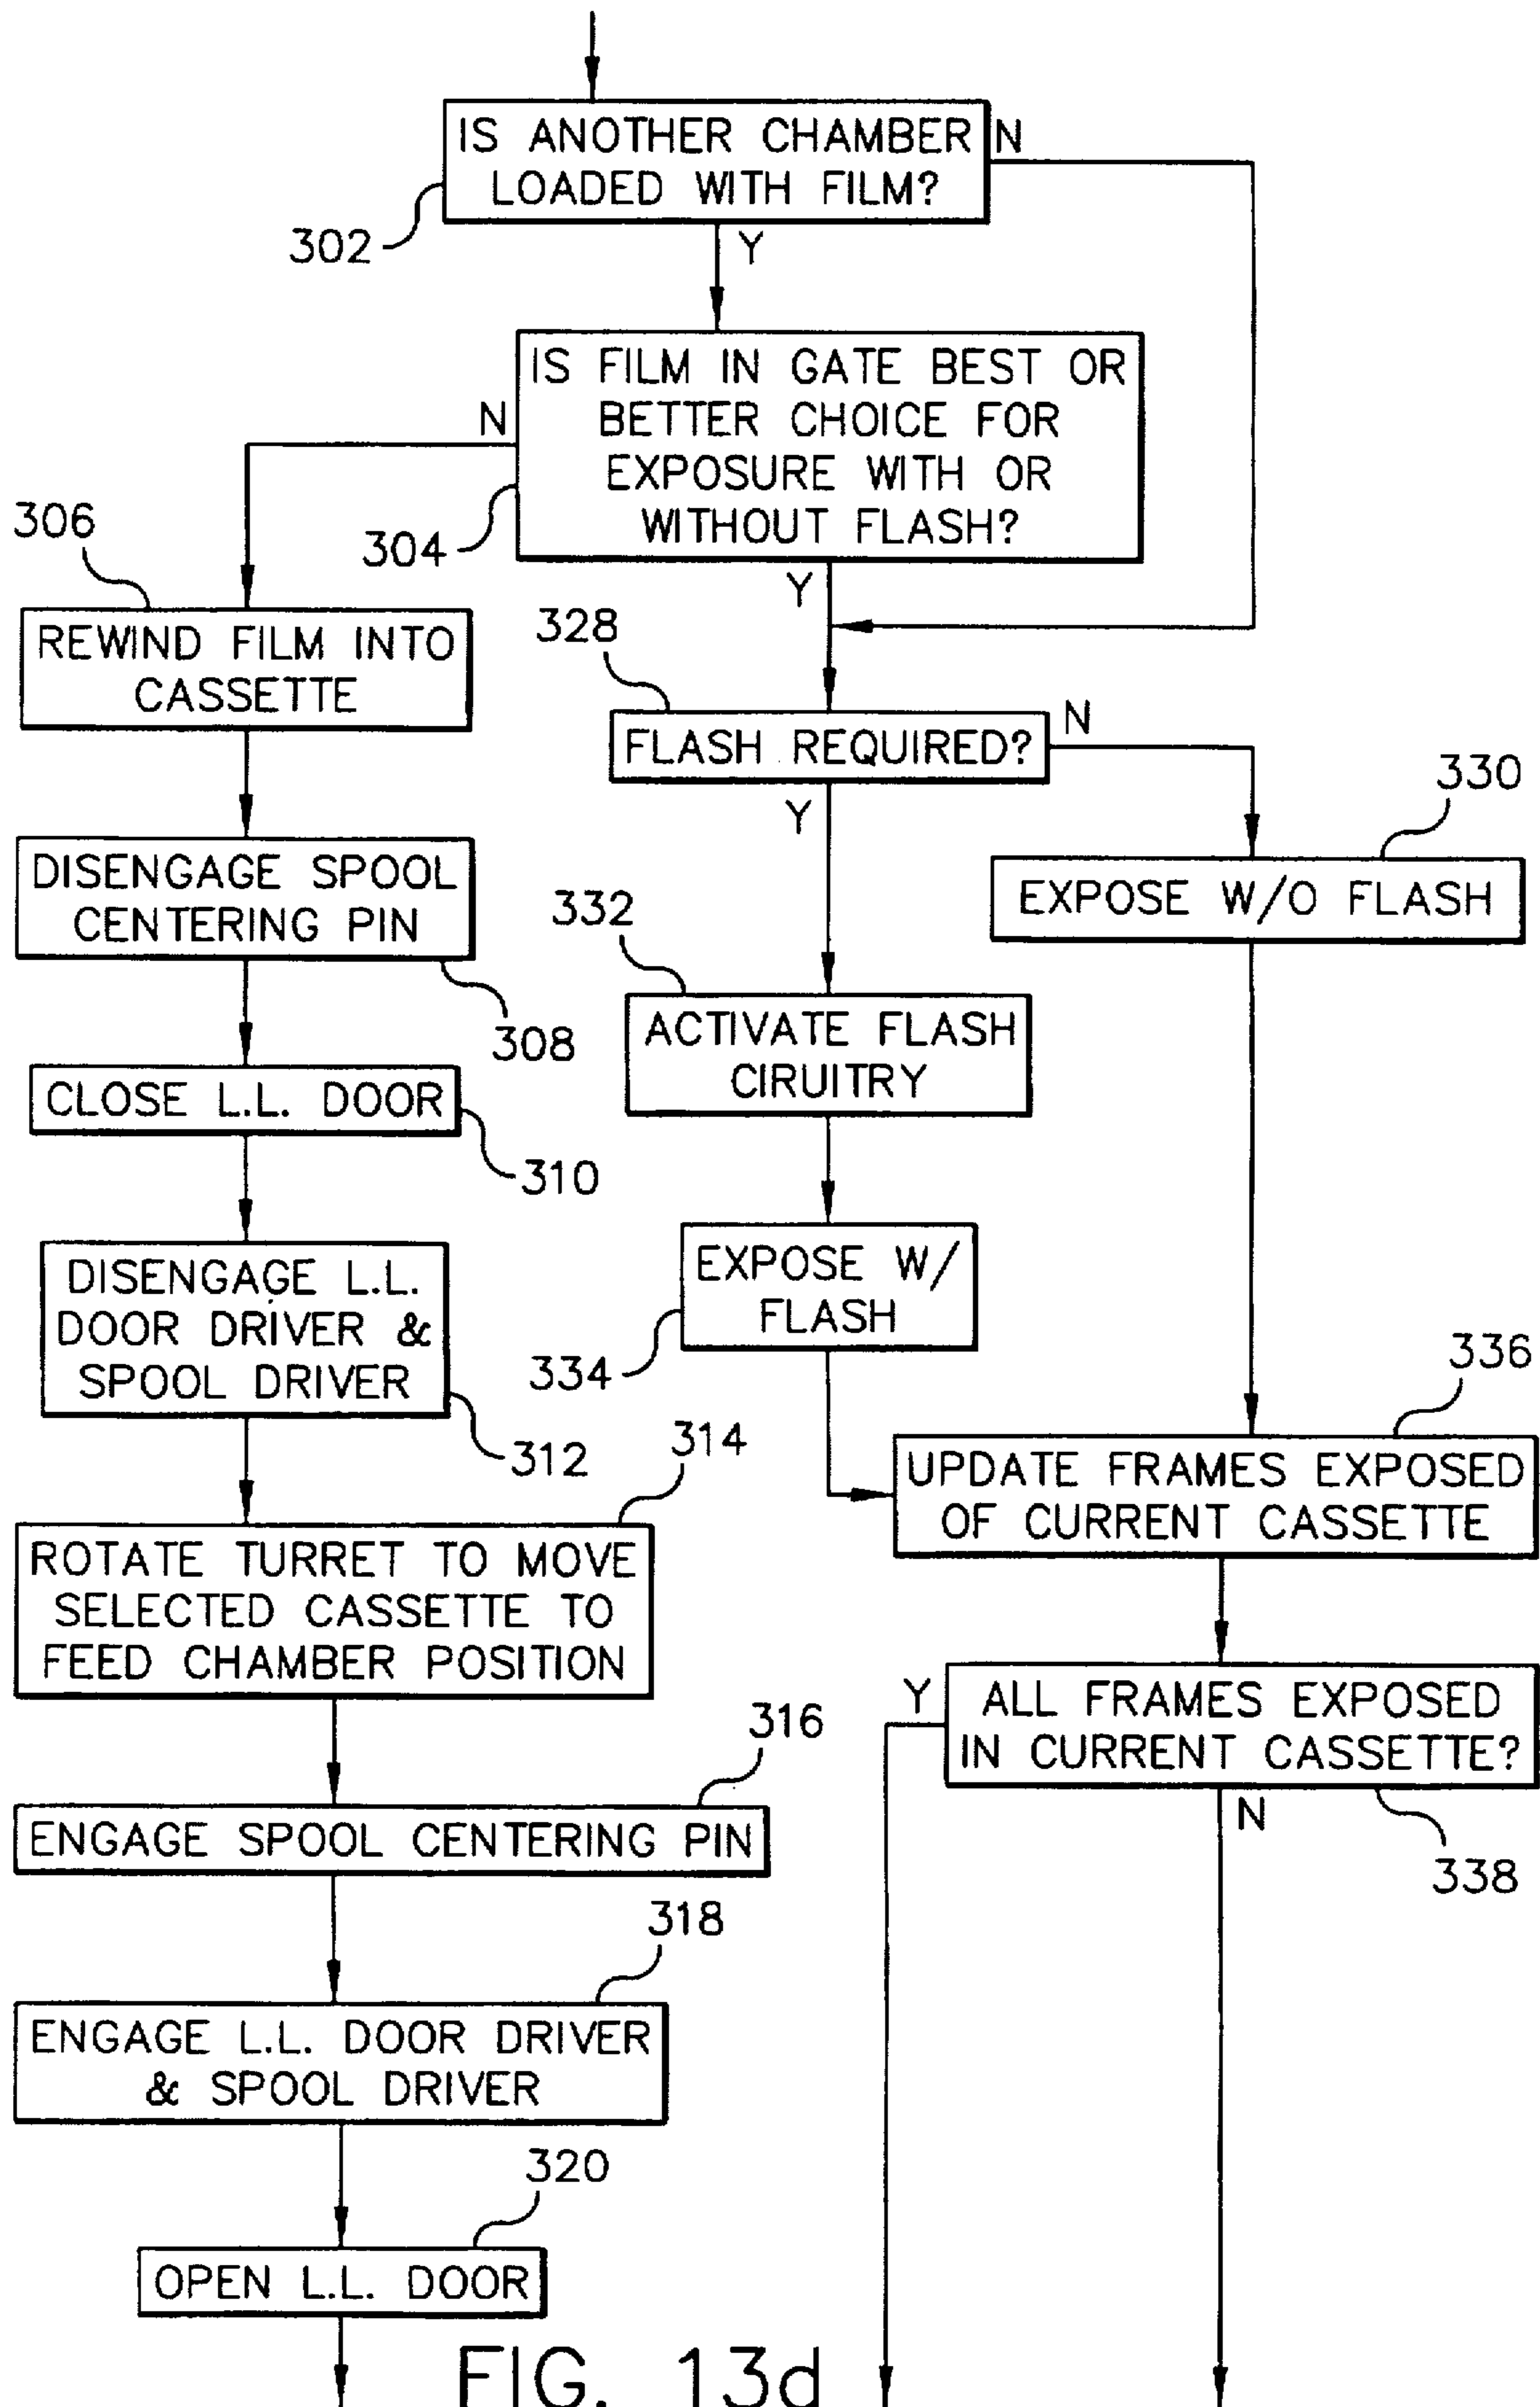 IS ANOTHER CHAMBER
LOADED WITH FILM?
N
302
Y
IS FILM IN GATE BEST OR
BETTER CHOICE FOR
EXPOSURE WITH OR
WITHOUT FLASH?
N
304
Y
306
REWIND FILM INTO
CASSETTE
328
FLASH REQUIRED?
N
Y
330
EXPOSE W/O FLASH
DISENGAGE SPOOL
CENTERING PIN
308
332
ACTIVATE FLASH
CIRUITRY
CLOSE L.L. DOOR
310
DISENGAGE L.L.
DOOR DRIVER &
SPOOL DRIVER
312
EXPOSE W/
FLASH
334
336
UPDATE FRAMES EXPOSED
OF CURRENT CASSETTE
314
ROTATE TURRET TO MOVE
SELECTED CASSETTE TO
FEED CHAMBER POSITION
Y
ALL FRAMES EXPOSED
IN CURRENT CASSETTE?
N
338
316
ENGAGE SPOOL CENTERING PIN
318
ENGAGE L.L. DOOR DRIVER
& SPOOL DRIVER
320
OPEN L.L. DOOR
FIG. 13d